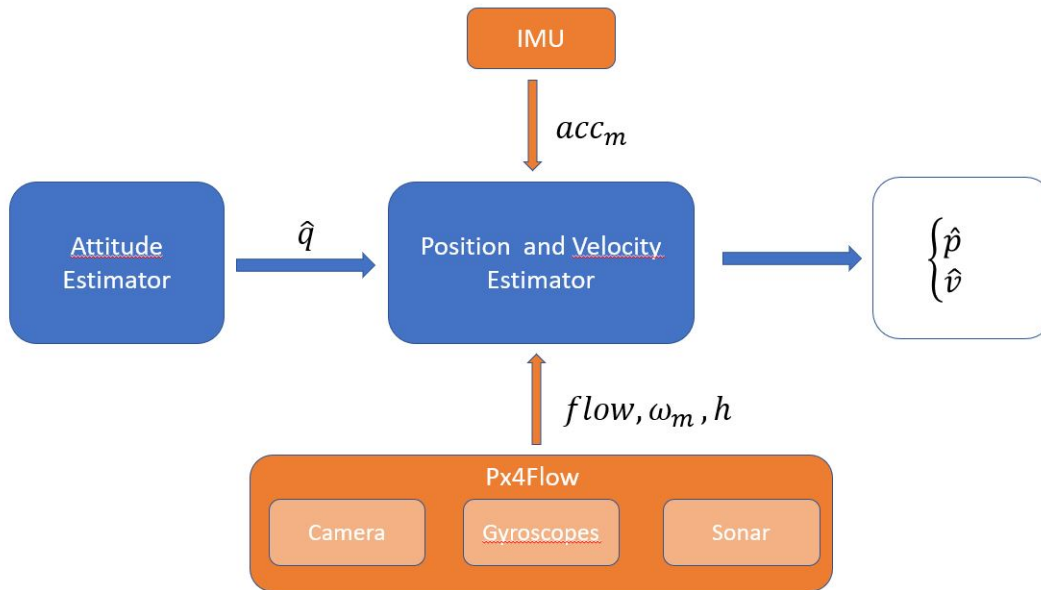 IMU
acc_m
Attitude
Estimator
q̂
Position and Velocity
Estimator
{p̂
v̂
flow, ω_m, h
Px4Flow
Camera
Gyroscopes
Sonar